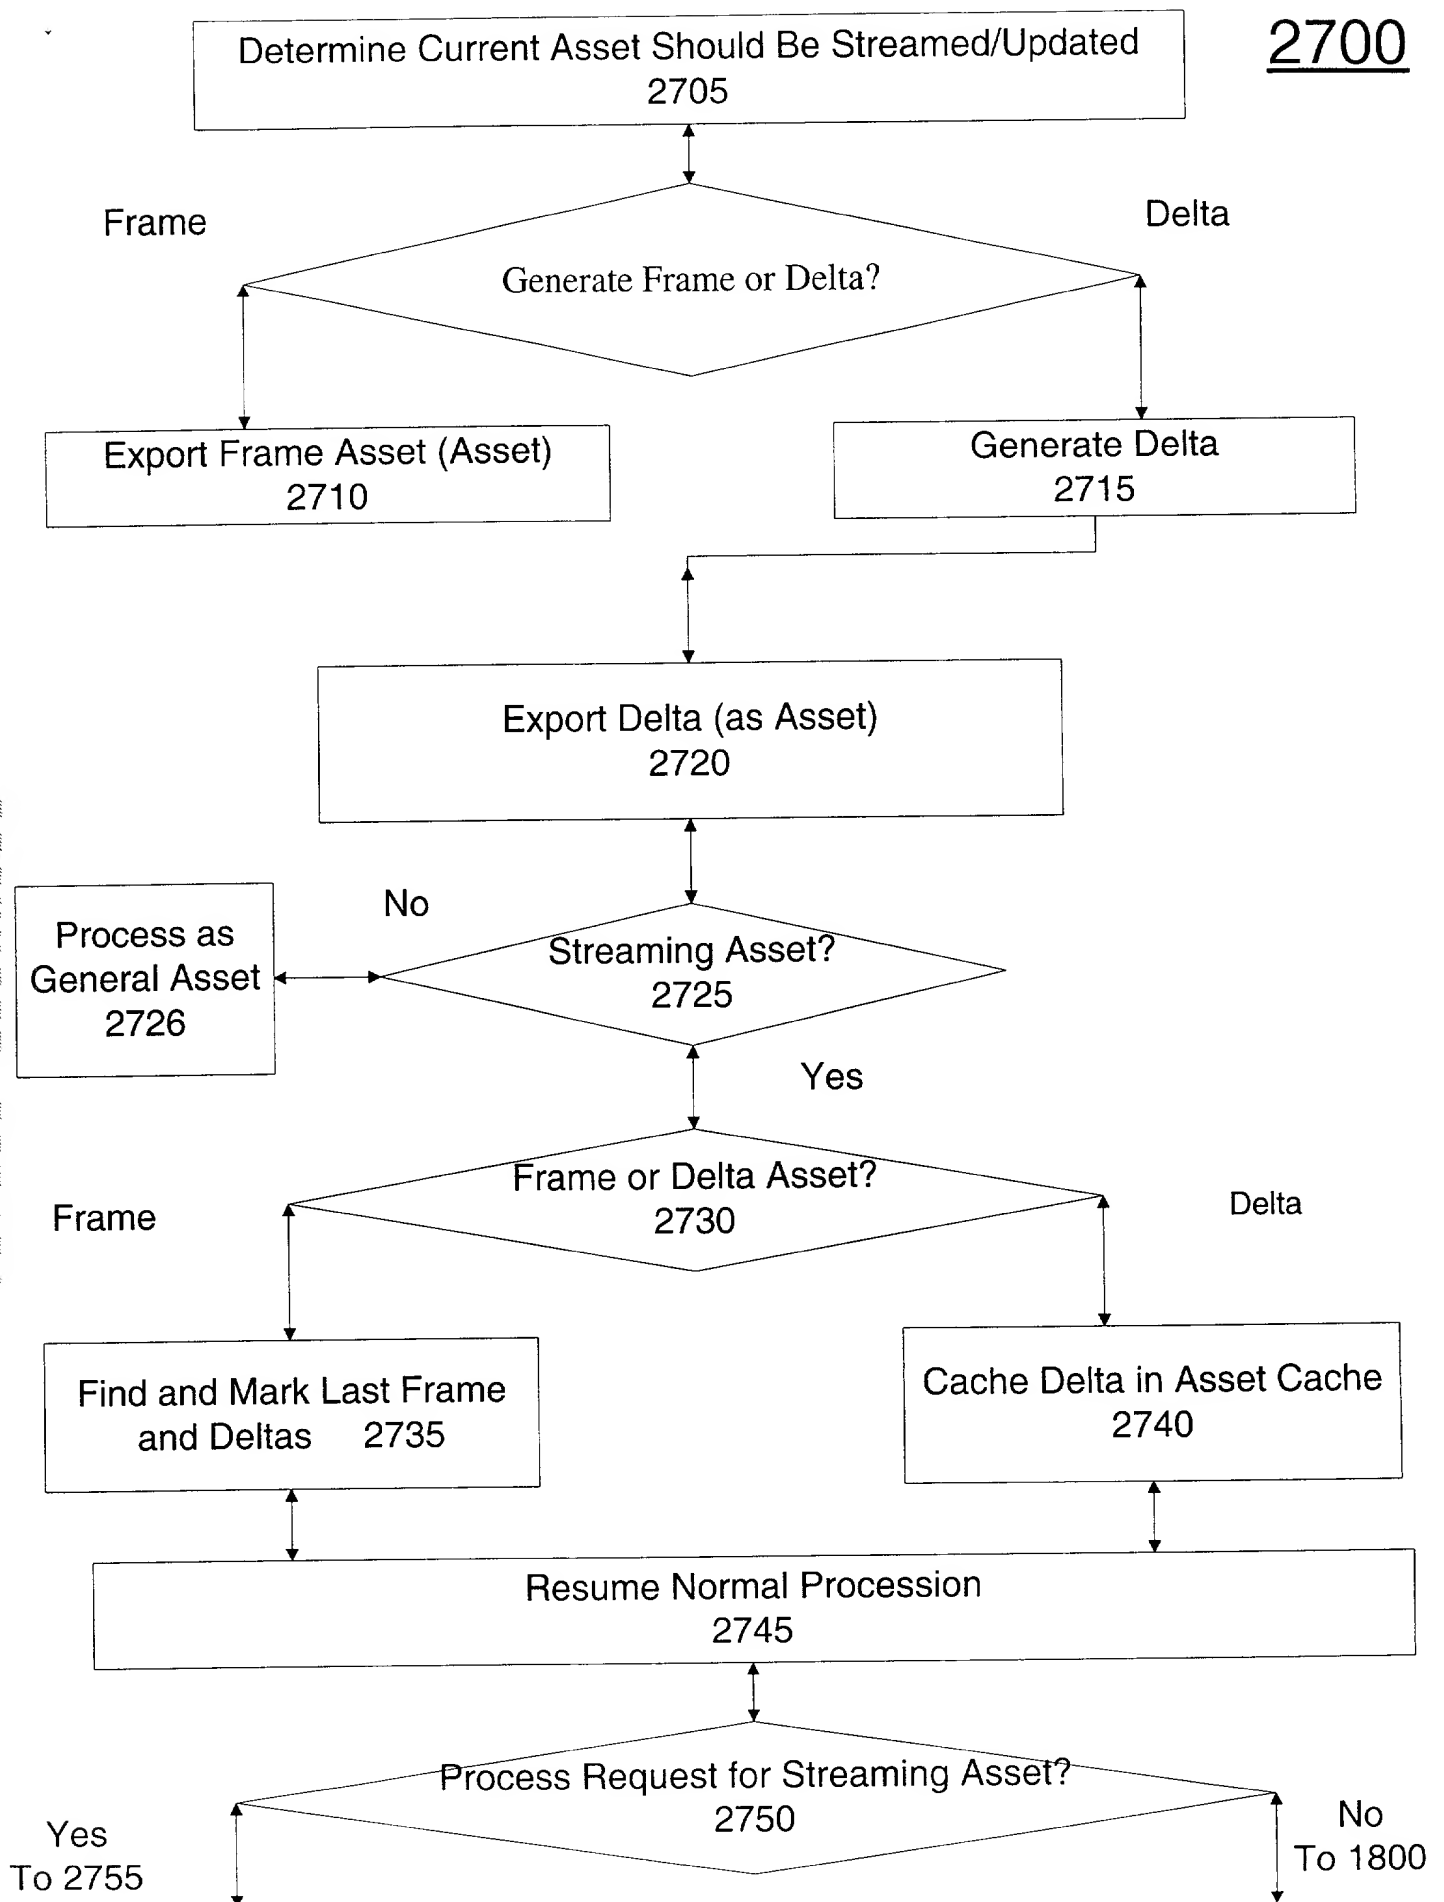 2700
Determine Current Asset Should Be Streamed/Updated
2705
Frame
Delta
Generate Frame or Delta?
Export Frame Asset (Asset)
2710
Generate Delta
2715
Export Delta (as Asset)
2720
No
Process as
General Asset
2726
Streaming Asset?
2725
Yes
Frame or Delta Asset?
2730
Frame
Delta
Find and Mark Last Frame
and Deltas 2735
Cache Delta in Asset Cache
2740
Resume Normal Procession
2745
Process Request for Streaming Asset?
2750
Yes
To 2755
No
To 1800